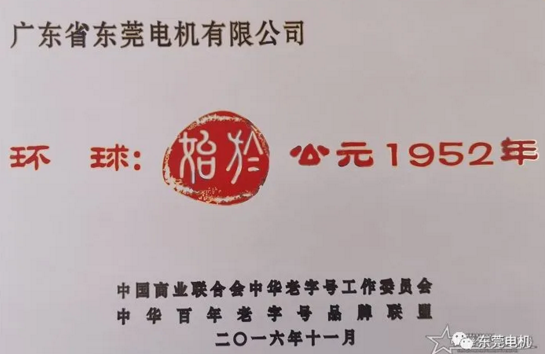 广东省东莞电机有限公司
环 球: 始於 公元1952年
中国商业联合会中华老字号工作委员会
中华百年老字号品牌联盟
二〇一六年十一月
东莞电机